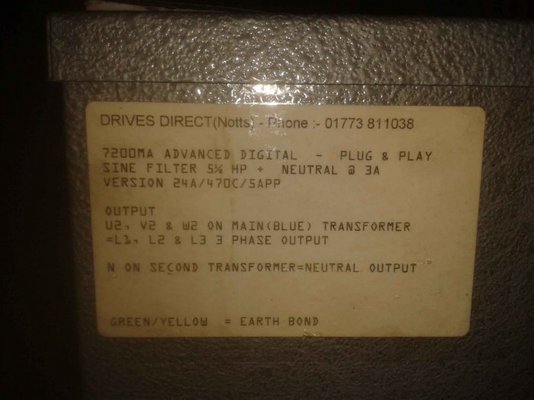 DRIVES DIRECT(Notts) - Phone :- 01773 811038
7200MA ADVANCED DIGITAL - PLUG & PLAY
SINE FILTER 5½ HP + NEUTRAL @ 3A
VERSION 24A/470C/5APP
OUTPUT
U2, V2 & W2 ON MAIN(BLUE) TRANSFORMER
=L1, L2 & L3 3 PHASE OUTPUT
N ON SECOND TRANSFORMER=NEUTRAL OUTPUT
GREEN/YELLOW = EARTH BOND